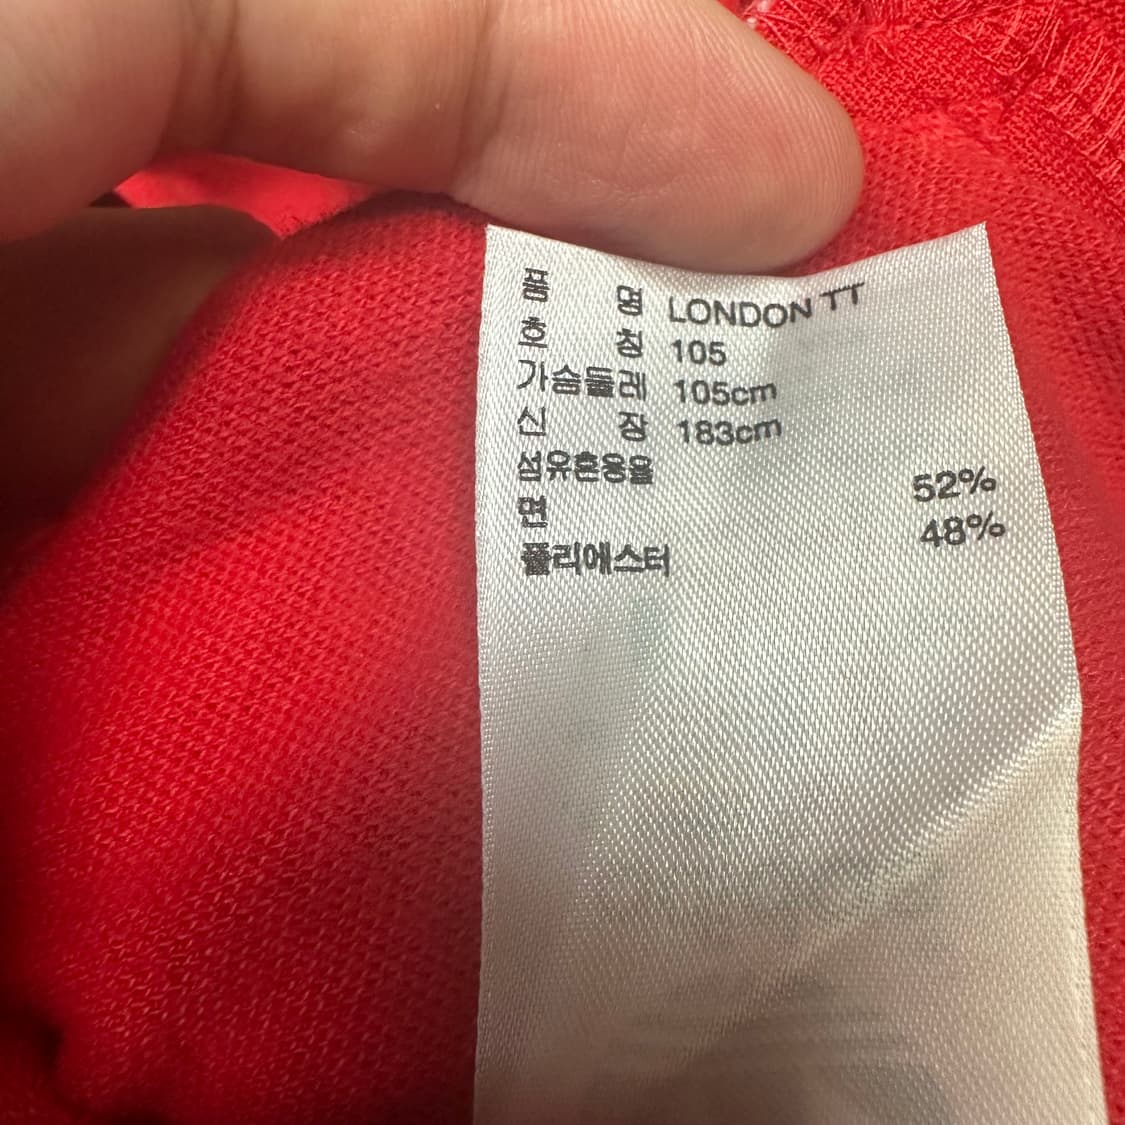 품 명 LONDON TT
호 칭 105
가슴둘레 105cm
신 장 183cm
섬유혼용율
면 52%
폴리에스터 48%